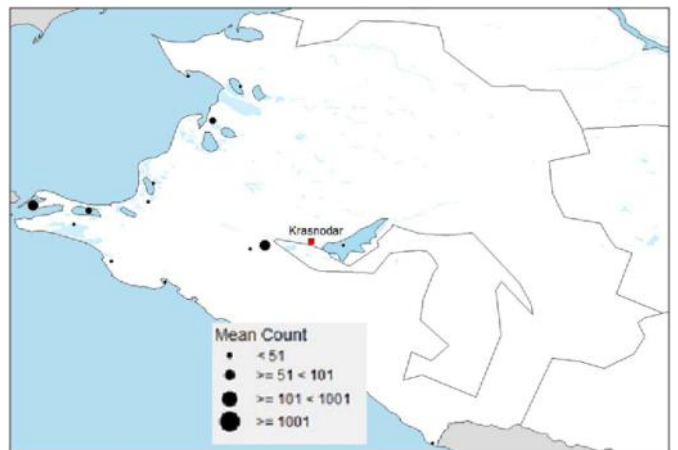 Krasnodar
Mean Count
< 51
>= 51 < 101
>= 101 < 1001
>= 1001